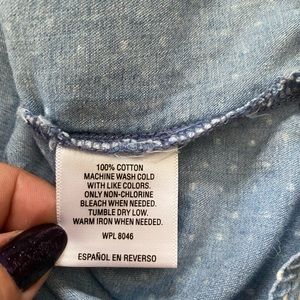 100% COTTON
MACHINE WASH COLD
WITH LIKE COLORS.
ONLY NON-CHLORINE
BLEACH WHEN NEEDED.
TUMBLE DRY LOW.
WARM IRON WHEN NEEDED.
WPL 8046
ESPAÑOL EN REVERSO